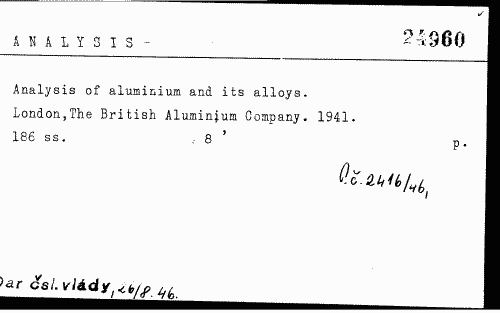 A N A L Y S I S - 24960
Analysis of aluminium and its alloys.
London,The British Aluminium Company. 1941.
186 ss. 8° p.
P.č.2416/46,
Dar čsl.vlády,26/8.46.